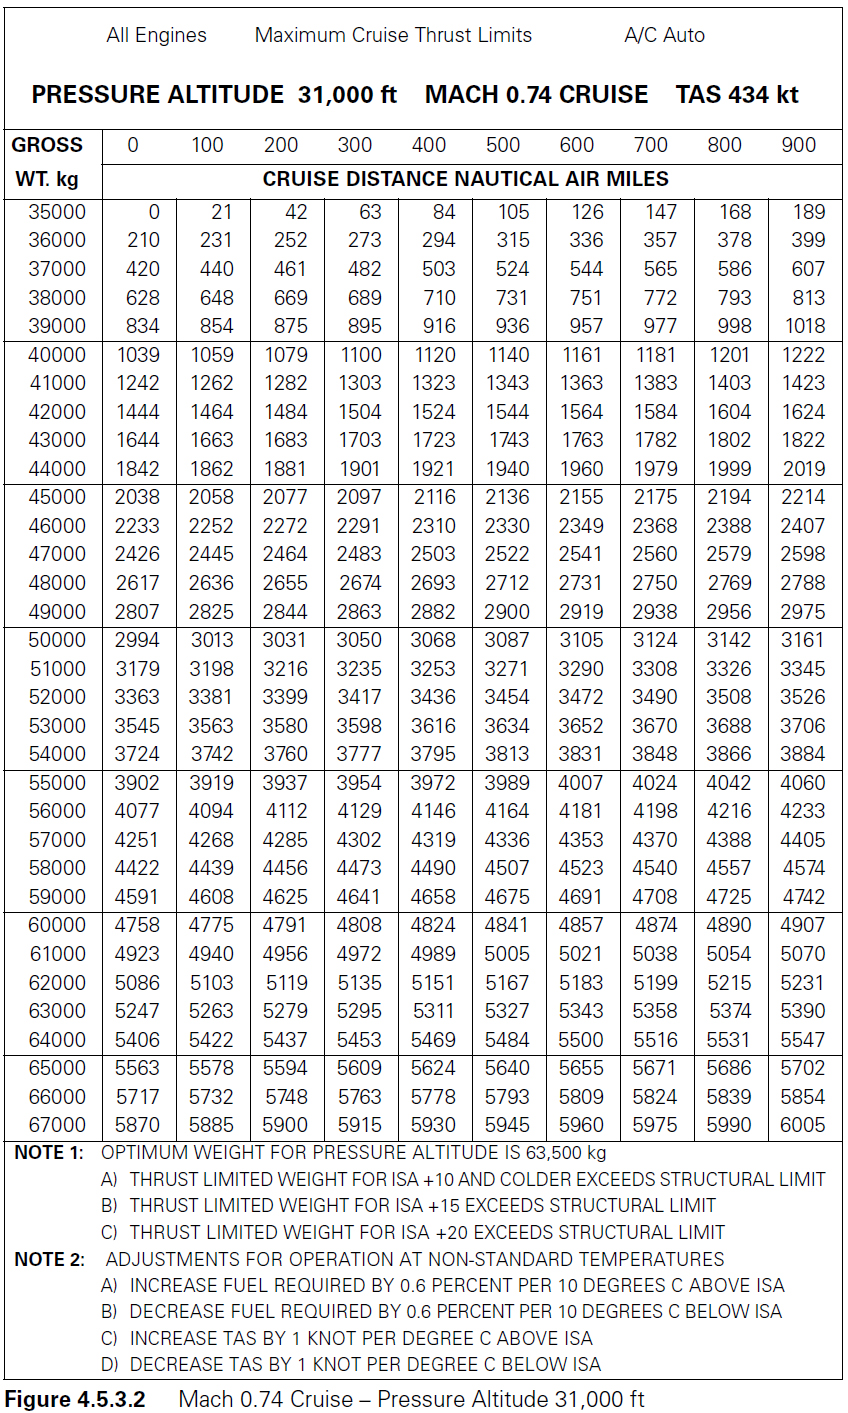 All Engines Maximum Cruise Thrust Limits A/C Auto
PRESSURE ALTITUDE 31,000 ft MACH 0.74 CRUISE TAS 434 kt
GROSS 0 100 200 300 400 500 600 700 800 900
WT. kg CRUISE DISTANCE NAUTICAL AIR MILES
35000 0 21 42 63 84 105 126 147 168 189
36000 210 231 252 273 294 315 336 357 378 399
37000 420 440 461 482 503 524 544 565 586 607
38000 628 648 669 689 710 731 751 772 793 813
39000 834 854 875 895 916 936 957 977 998 1018
40000 1039 1059 1079 1100 1120 1140 1161 1181 1201 1222
41000 1242 1262 1282 1303 1323 1343 1363 1383 1403 1423
42000 1444 1464 1484 1504 1524 1544 1564 1584 1604 1624
43000 1644 1663 1683 1703 1723 1743 1763 1782 1802 1822
44000 1842 1862 1881 1901 1921 1940 1960 1979 1999 2019
45000 2038 2058 2077 2097 2116 2136 2155 2175 2194 2214
46000 2233 2252 2272 2291 2310 2330 2349 2368 2388 2407
47000 2426 2445 2464 2483 2503 2522 2541 2560 2579 2598
48000 2617 2636 2655 2674 2693 2712 2731 2750 2769 2788
49000 2807 2825 2844 2863 2882 2900 2919 2938 2956 2975
50000 2994 3013 3031 3050 3068 3087 3105 3124 3142 3161
51000 3179 3198 3216 3235 3253 3271 3290 3308 3326 3345
52000 3363 3381 3399 3417 3436 3454 3472 3490 3508 3526
53000 3545 3563 3580 3598 3616 3634 3652 3670 3688 3706
54000 3724 3742 3760 3777 3795 3813 3831 3848 3866 3884
55000 3902 3919 3937 3954 3972 3989 4007 4024 4042 4060
56000 4077 4094 4112 4129 4146 4164 4181 4198 4216 4233
57000 4251 4268 4285 4302 4319 4336 4353 4370 4388 4405
58000 4422 4439 4456 4473 4490 4507 4523 4540 4557 4574
59000 4591 4608 4625 4641 4658 4675 4691 4708 4725 4742
60000 4758 4775 4791 4808 4824 4841 4857 4874 4890 4907
61000 4923 4940 4956 4972 4989 5005 5021 5038 5054 5070
62000 5086 5103 5119 5135 5151 5167 5183 5199 5215 5231
63000 5247 5263 5279 5295 5311 5327 5343 5358 5374 5390
64000 5406 5422 5437 5453 5469 5484 5500 5516 5531 5547
65000 5563 5578 5594 5609 5624 5640 5655 5671 5686 5702
66000 5717 5732 5748 5763 5778 5793 5809 5824 5839 5854
67000 5870 5885 5900 5915 5930 5945 5960 5975 5990 6005
NOTE 1: OPTIMUM WEIGHT FOR PRESSURE ALTITUDE IS 63,500 kg
A) THRUST LIMITED WEIGHT FOR ISA +10 AND COLDER EXCEEDS STRUCTURAL LIMIT
B) THRUST LIMITED WEIGHT FOR ISA +15 EXCEEDS STRUCTURAL LIMIT
C) THRUST LIMITED WEIGHT FOR ISA +20 EXCEEDS STRUCTURAL LIMIT
NOTE 2: ADJUSTMENTS FOR OPERATION AT NON-STANDARD TEMPERATURES
A) INCREASE FUEL REQUIRED BY 0.6 PERCENT PER 10 DEGREES C ABOVE ISA
B) DECREASE FUEL REQUIRED BY 0.6 PERCENT PER 10 DEGREES C BELOW ISA
C) INCREASE TAS BY 1 KNOT PER DEGREE C ABOVE ISA
D) DECREASE TAS BY 1 KNOT PER DEGREE C BELOW ISA
Figure 4.5.3.2 Mach 0.74 Cruise – Pressure Altitude 31,000 ft